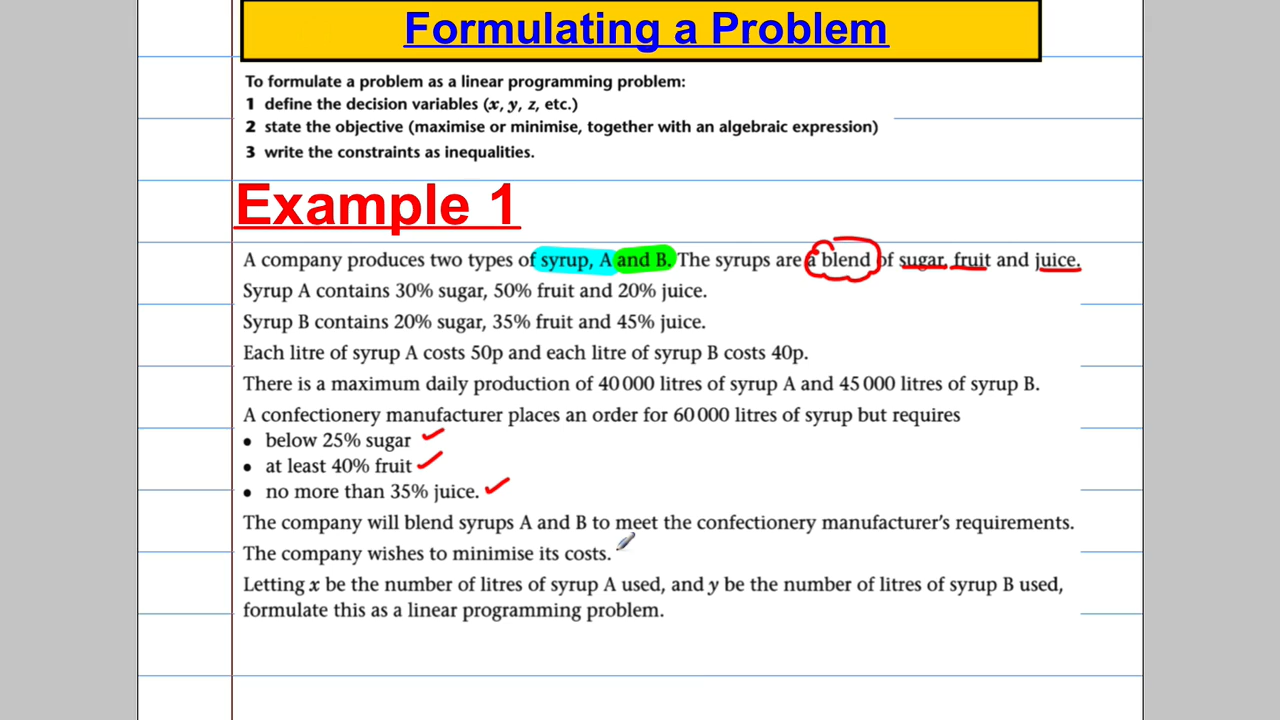 Formulating a Problem
To formulate a problem as a linear programming problem:
1 define the decision variables (x, y, z, etc.)
2 state the objective (maximise or minimise, together with an algebraic expression)
3 write the constraints as inequalities.
Example 1
A company produces two types of syrup, A and B. The syrups are a blend of sugar, fruit and juice.
Syrup A contains 30% sugar, 50% fruit and 20% juice.
Syrup B contains 20% sugar, 35% fruit and 45% juice.
Each litre of syrup A costs 50p and each litre of syrup B costs 40p.
There is a maximum daily production of 40 000 litres of syrup A and 45 000 litres of syrup B.
A confectionery manufacturer places an order for 60 000 litres of syrup but requires
• below 25% sugar
• at least 40% fruit
• no more than 35% juice.
The company will blend syrups A and B to meet the confectionery manufacturer's requirements.
The company wishes to minimise its costs.
Letting x be the number of litres of syrup A used, and y be the number of litres of syrup B used,
formulate this as a linear programming problem.